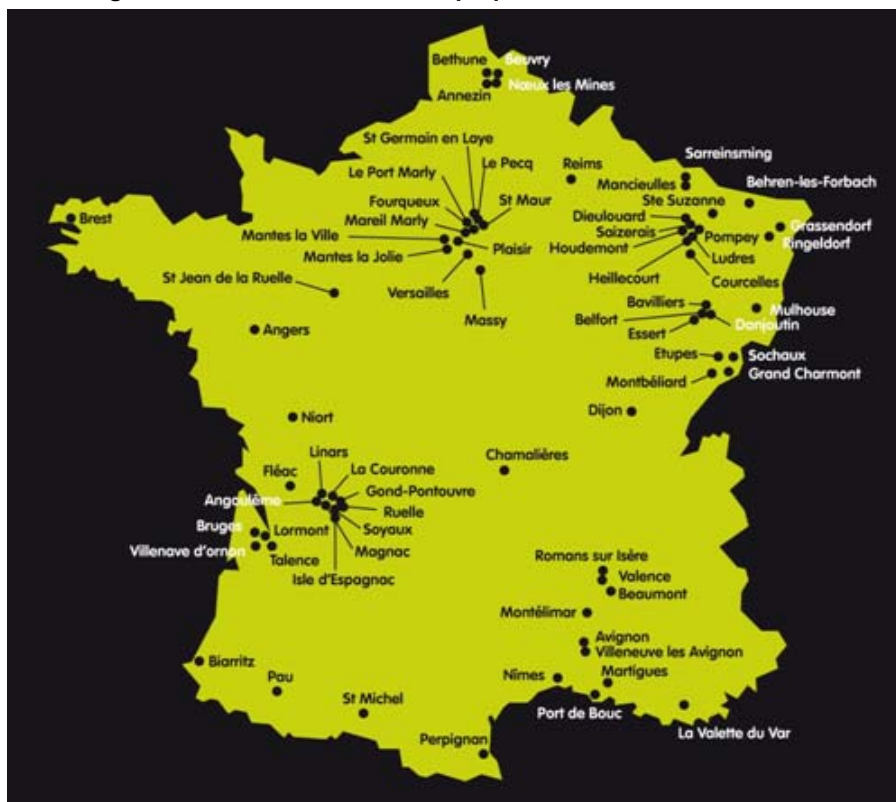 Bethune
Beuvry
Nœux les Mines
Annezin
St Germain en Laye
Le Pecq
Reims
Sarreinsming
Le Port Marly
Mancieulles
Behren-les-Forbach
Fourqueux
St Maur
Ste Suzanne
Brest
Mareil Marly
Dieulouard
Grassendorf
Saizerais
Mantes la Ville
Plaisir
Houdemont
Pompey
Ringeldorf
Mantes la Jolie
Ludres
St Jean de la Ruelle
Versailles
Heillecourt
Courcelles
Massy
Bavilliers
Mulhouse
Belfort
Danjoutin
Angers
Essert
Etupes
Sochaux
Montbéliard
Grand Charmont
Dijon
Niort
Linars
Chamalières
Fléac
La Couronne
Gond-Pontouvre
Angoulême
Ruelle
Bruges
Lormont
Soyaux
Villenave d'ornon
Talence
Magnac
Isle d'Espagnac
Romans sur Isère
Valence
Beaumont
Montélimar
Avignon
Villeneuve les Avignon
Biarritz
Nîmes
Martigues
Pau
St Michel
Port de Bouc
La Valette du Var
Perpignan